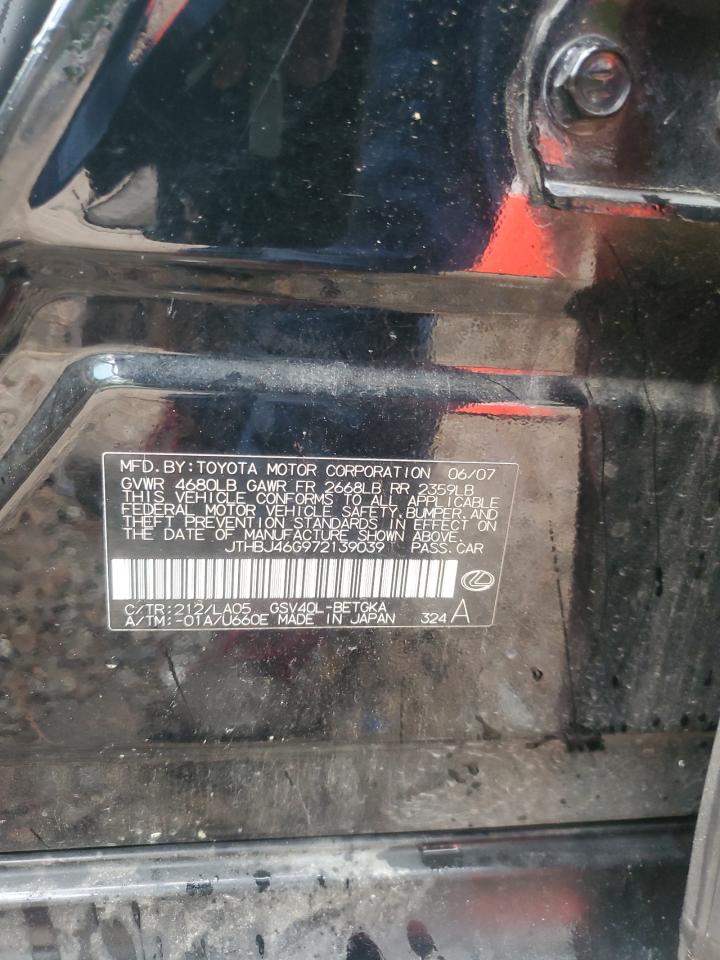 MFD. BY: TOYOTA MOTOR CORPORATION 06/07
GVWR 4680LB GAWR FR 2668LB RR 2359LB
THIS VEHICLE CONFORMS TO ALL APPLICABLE
FEDERAL MOTOR VEHICLE SAFETY, BUMPER, AND
THEFT PREVENTION STANDARDS IN EFFECT ON
THE DATE OF MANUFACTURE SHOWN ABOVE.
JTHBJ46G972139039 PASS. CAR
C/TR: 212/LA05 GSV40L-BETGKA
A/TM: -01A/U660E MADE IN JAPAN 324 A